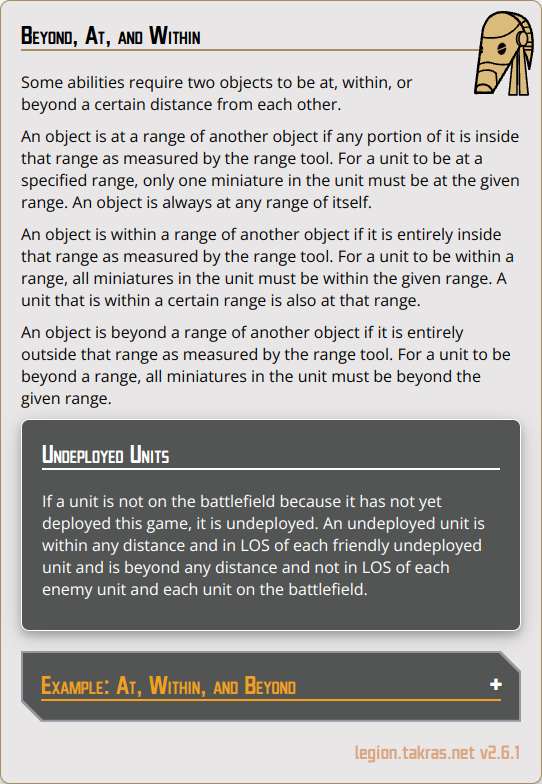 Beyond, At, and Within
Some abilities require two objects to be at, within, or
beyond a certain distance from each other.
An object is at a range of another object if any portion of it is inside
that range as measured by the range tool. For a unit to be at a
specified range, only one miniature in the unit must be at the given
range. An object is always at any range of itself.
An object is within a range of another object if it is entirely inside
that range as measured by the range tool. For a unit to be within a
range, all miniatures in the unit must be within the given range. A
unit that is within a certain range is also at that range.
An object is beyond a range of another object if it is entirely
outside that range as measured by the range tool. For a unit to be
beyond a range, all miniatures in the unit must be beyond the
given range.
Undeployed Units
If a unit is not on the battlefield because it has not yet
deployed this game, it is undeployed. An undeployed unit is
within any distance and in LOS of each friendly undeployed
unit and is beyond any distance and not in LOS of each
enemy unit and each unit on the battlefield.
Example: At, Within, and Beyond +
legion.takras.net v2.6.1